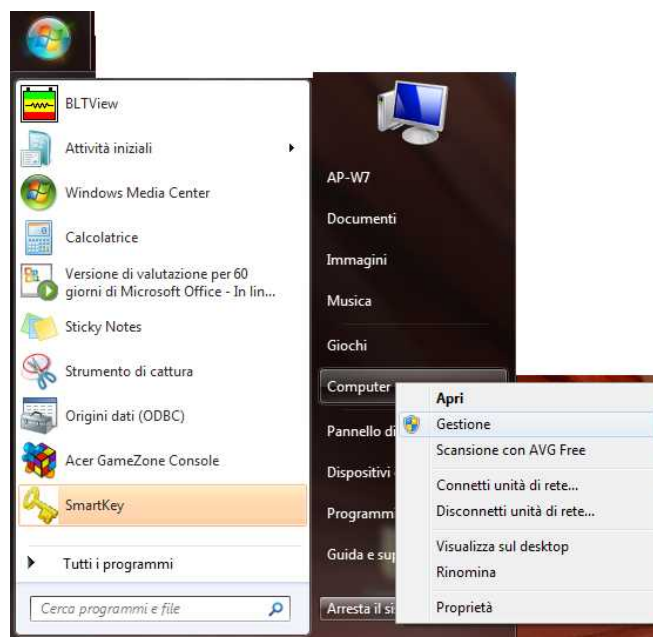 BLTView
Attività iniziali
Windows Media Center
Calcolatrice
Versione di valutazione per 60
giorni di Microsoft Office - In lin...
Sticky Notes
Strumento di cattura
Origini dati (ODBC)
Acer GameZone Console
SmartKey
Tutti i programmi
Cerca programmi e file
AP-W7
Documenti
Immagini
Musica
Giochi
Computer
Pannello di
Dispositivi
Programm
Guida e sup
Arresta il si
Apri
Gestione
Scansione con AVG Free
Connetti unità di rete...
Disconnetti unità di rete...
Visualizza sul desktop
Rinomina
Proprietà